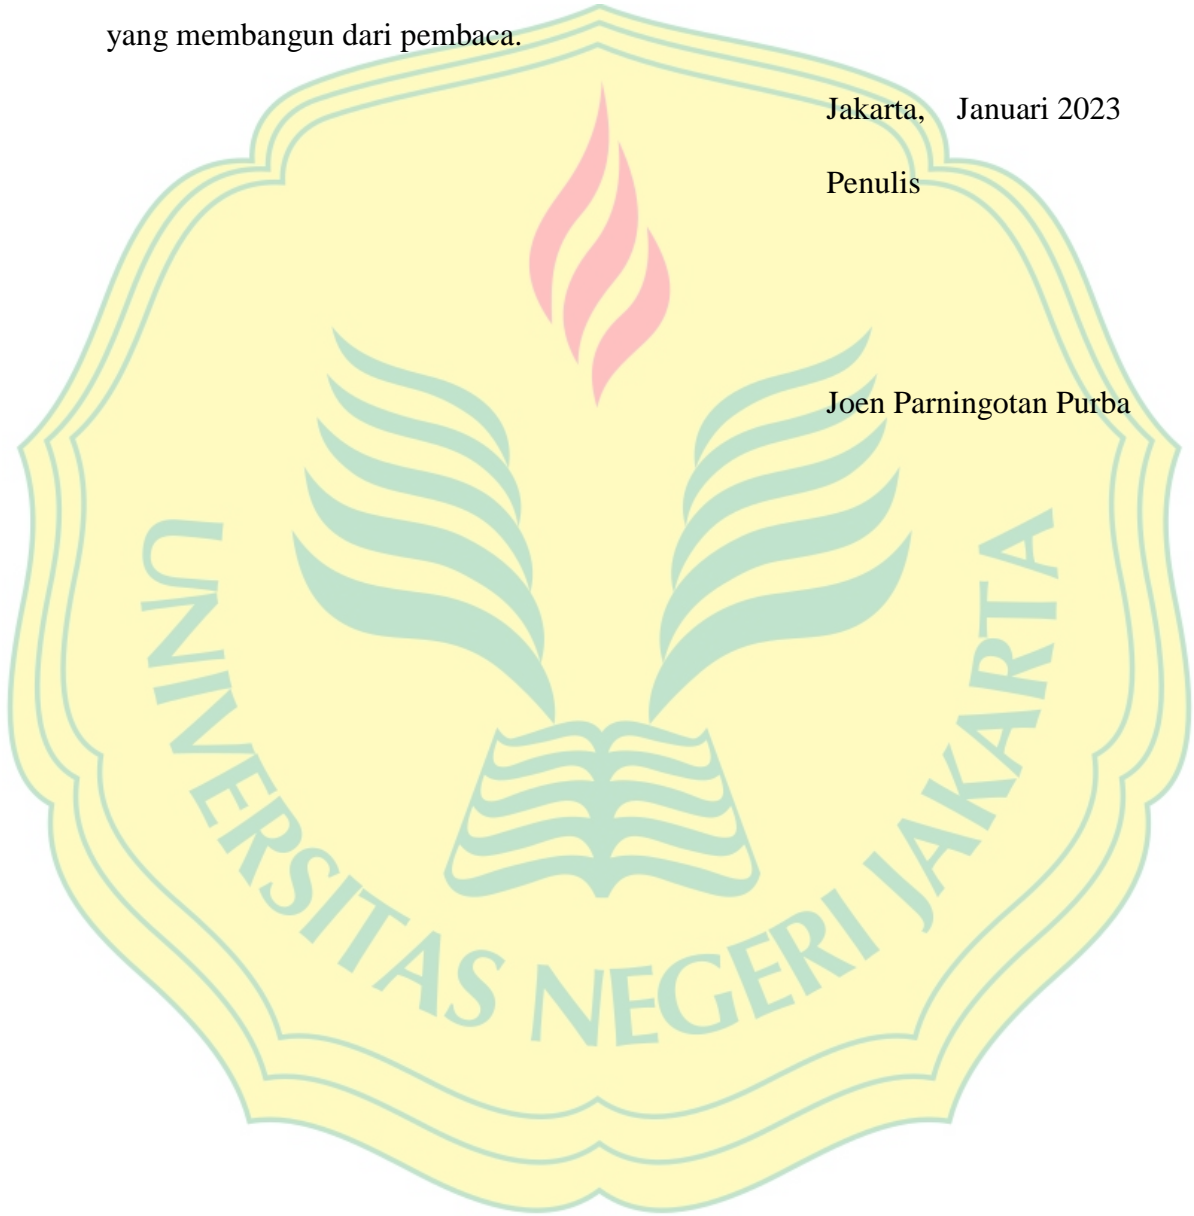 yang membangun dari pembaca.
Jakarta, Januari 2023
Penulis
Joen Parningotan Purba
UNIVERSITAS NEGERI JAKARTA